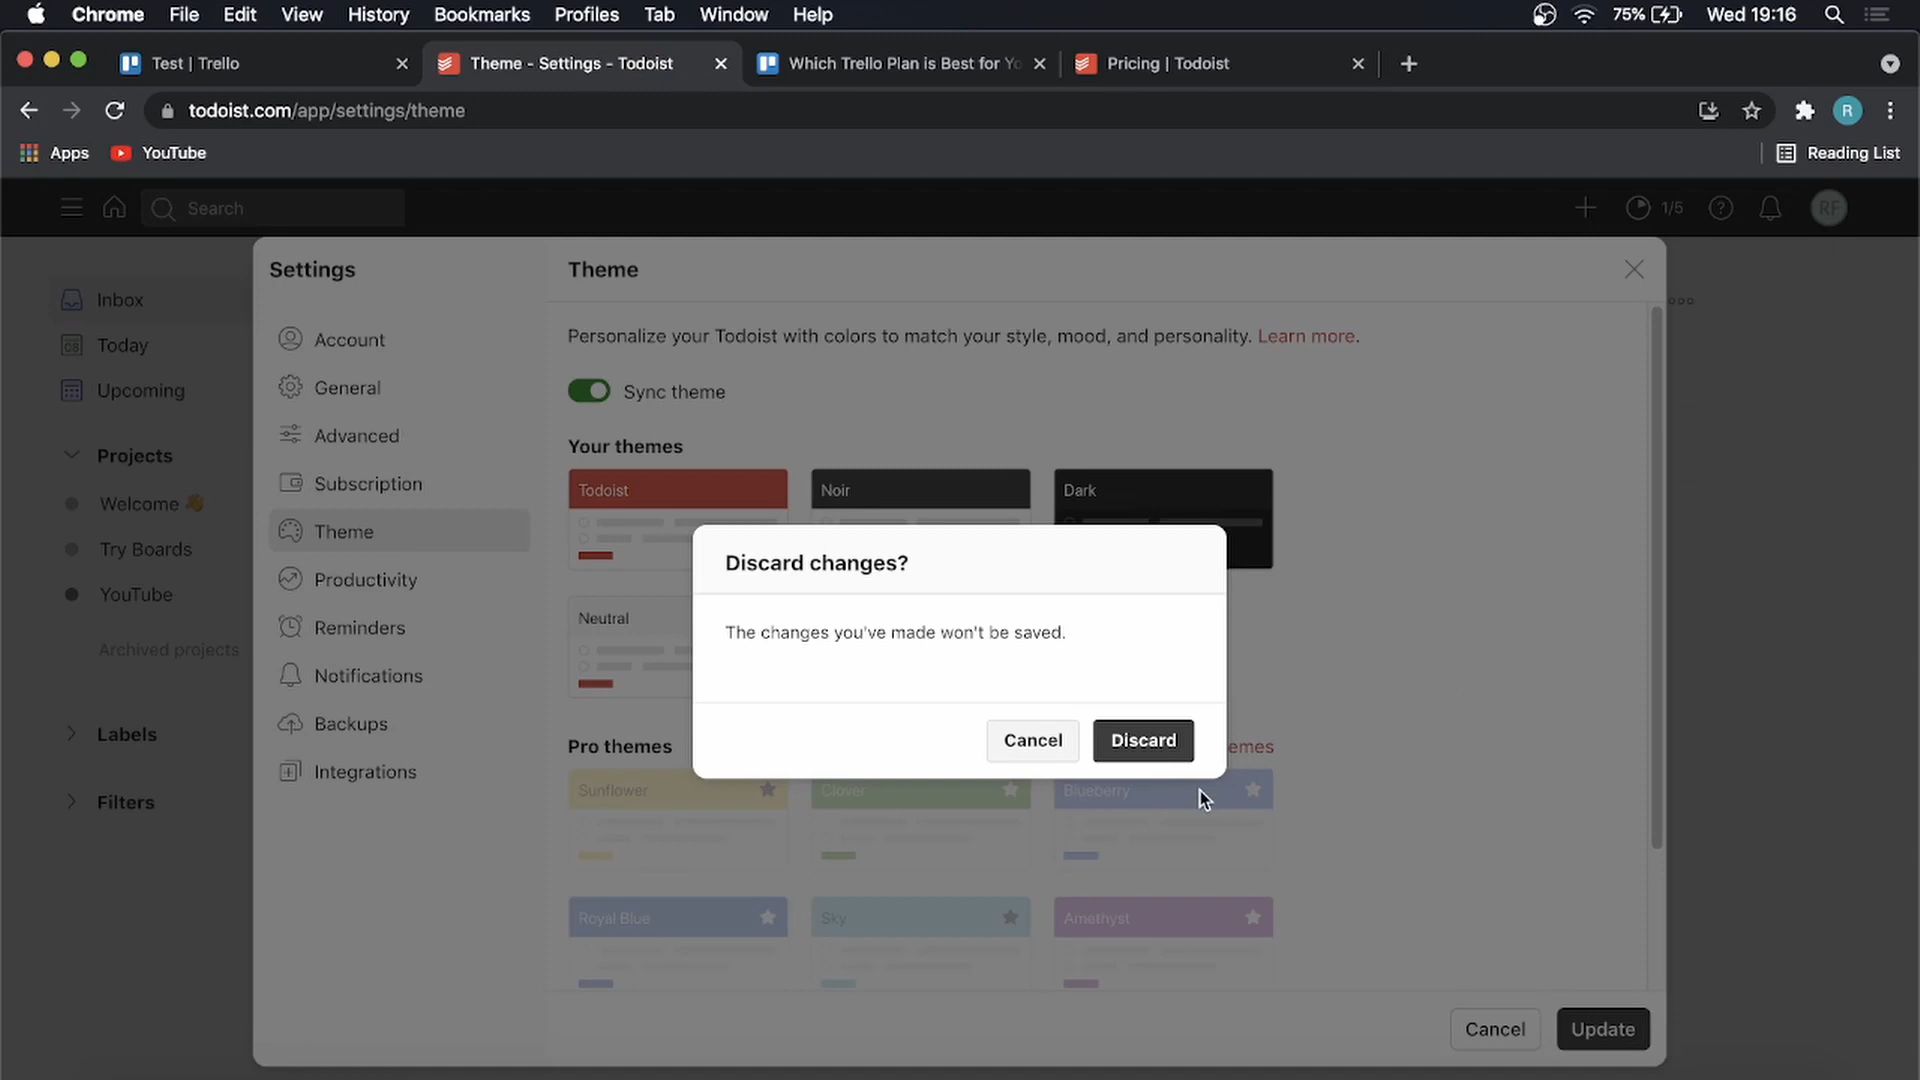 Chrome File Edit View History Bookmarks Profiles Tab Window Help 75% Wed 19:16
Test | Trello
Theme - Settings - Todoist
Which Trello Plan is Best for Yo
Pricing | Todoist
todoist.com/app/settings/theme
R
Apps YouTube Reading List
Search 1/5 RF
Settings
Theme
Inbox
Today
Upcoming
Projects
Welcome 👋
Try Boards
YouTube
Archived projects
Labels
Filters
Account
General
Advanced
Subscription
Theme
Productivity
Reminders
Notifications
Backups
Integrations
Personalize your Todoist with colors to match your style, mood, and personality. Learn more.
Sync theme
Your themes
Todoist Noir Dark
Neutral
Discard changes?
The changes you've made won't be saved.
Cancel Discard
Pro themes emes
Sunflower Clover Blueberry
Royal Blue Sky Amethyst
Cancel Update